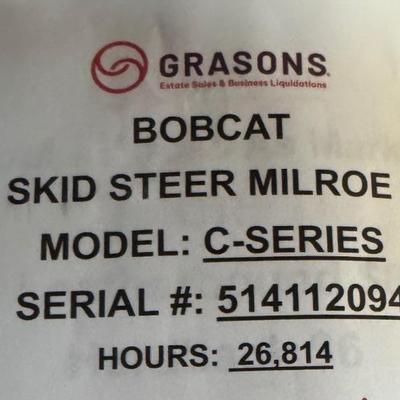 GRASONS.
Estate Sales & Business Liquidations
BOBCAT
SKID STEER MILROE
MODEL: C-SERIES
SERIAL #: 514112094
HOURS: 26,814